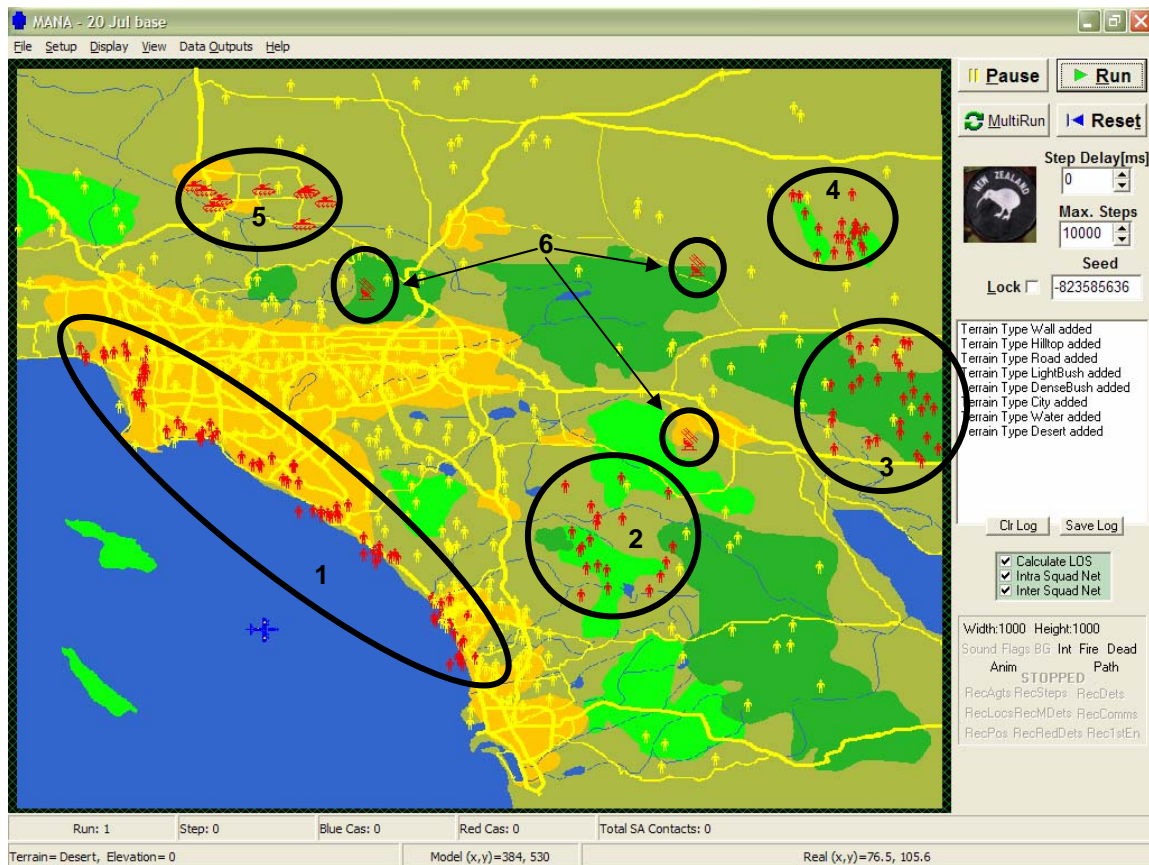 MANA - 20 Jul base
File Setup Display View Data Outputs Help
Pause Run
MultiRun Reset
Step Delay[ms]
0
NEW ZEALAND
Max. Steps
10000
Seed
Lock -823585636
Terrain Type Wall added
Terrain Type Hilltop added
Terrain Type Road added
Terrain Type LightBush added
Terrain Type DenseBush added
Terrain Type City added
Terrain Type Water added
Terrain Type Desert added
Clr Log Save Log
Calculate LOS
Intra Squad Net
Inter Squad Net
Width:1000 Height:1000
Sound Flags BG Int Fire Dead
Anim Path
STOPPED
RecAgts RecSteps RecDets
RecLocs RecMDets RecComms
RecPos RecRedDets Rec1stEn
4
5
6
3
2
1
Run: 1 Step: 0 Blue Cas: 0 Red Cas: 0 Total SA Contacts: 0
Terrain= Desert, Elevation= 0 Model (x,y)=384, 530 Real (x,y)=76.5, 105.6